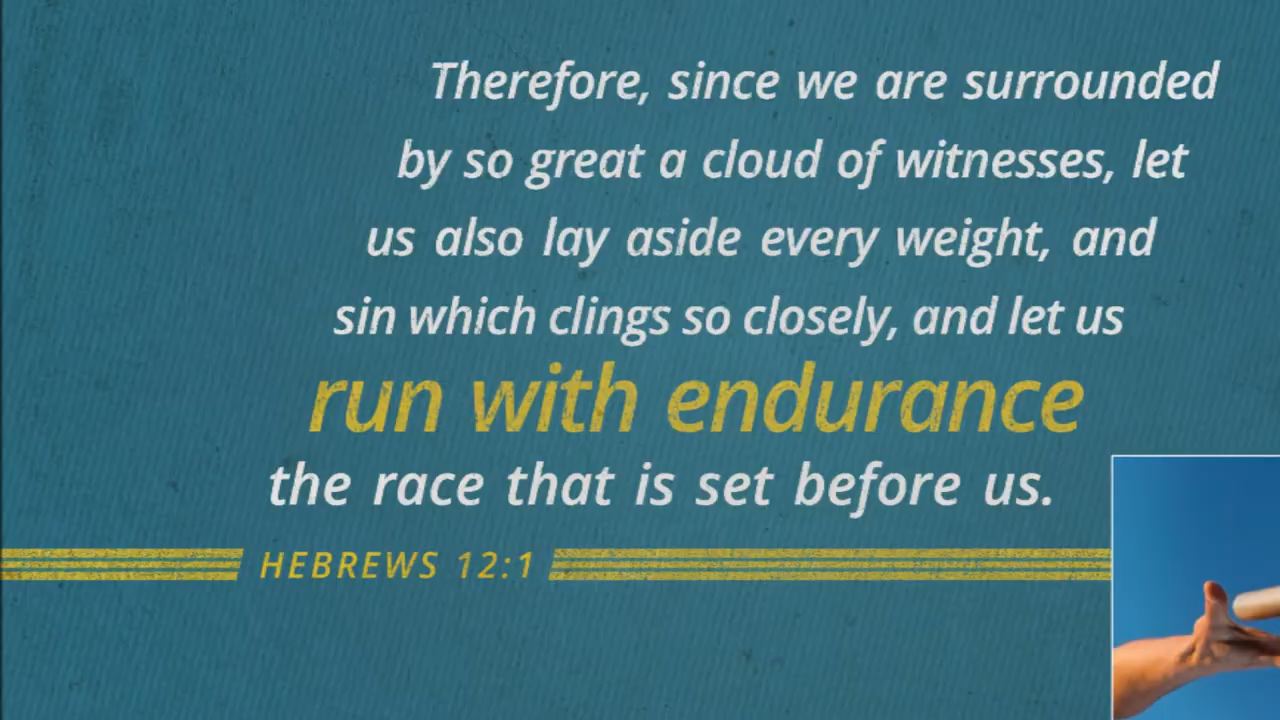 Therefore, since we are surrounded
by so great a cloud of witnesses, let
us also lay aside every weight, and
sin which clings so closely, and let us
run with endurance
the race that is set before us.
HEBREWS 12:1